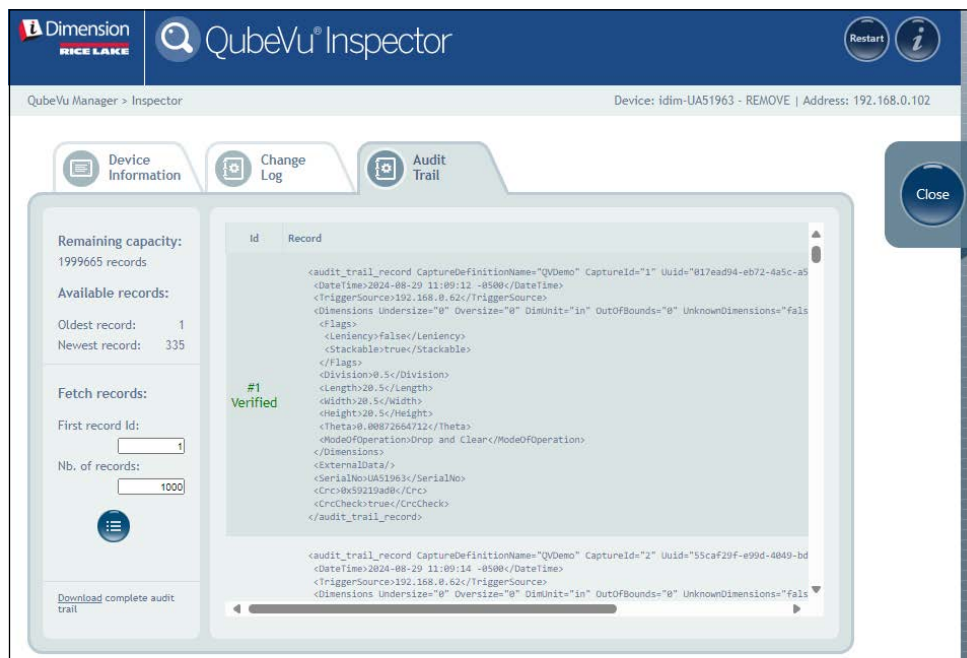 iDimension
RICE LAKE
QubeVu® Inspector
Restart
i
QubeVu Manager > Inspector
Device: idim-UA51963 - REMOVE | Address: 192.168.0.102
Device
Information
Change
Log
Audit
Trail
Close
Remaining capacity:
1999665 records
Available records:
Oldest record: 1
Newest record: 335
Fetch records:
First record Id:
1
Nb. of records:
1000
Download complete audit
trail
Id Record
#1
Verified
<audit_trail_record CaptureDefinitionName="QVDemo" CaptureId="1" Uuid="017ead94-eb72-4a5c-a5
<DateTime>2024-08-29 11:09:12 -0500</DateTime>
<TriggerSource>192.168.0.62</TriggerSource>
<Dimensions Undersize="0" Oversize="0" DimUnit="in" OutOfBounds="0" UnknownDimensions="fals
<Flags>
<Leniency>false</Leniency>
<Stackable>true</Stackable>
</Flags>
<Division>0.5</Division>
<Length>20.5</Length>
<Width>20.5</Width>
<Height>20.5</Height>
<Theta>0.00872664712</Theta>
<ModeOfOperation>Drop and Clear</ModeOfOperation>
</Dimensions>
<ExternalData/>
<SerialNo>UA51963</SerialNo>
<Crc>0x59219ad0</Crc>
<CrcCheck>true</CrcCheck>
</audit_trail_record>
<audit_trail_record CaptureDefinitionName="QVDemo" CaptureId="2" Uuid="55caf29f-e99d-4049-bd
<DateTime>2024-08-29 11:09:14 -0500</DateTime>
<TriggerSource>192.168.0.62</TriggerSource>
<Dimensions Undersize="0" Oversize="0" DimUnit="in" OutOfBounds="0" UnknownDimensions="fals